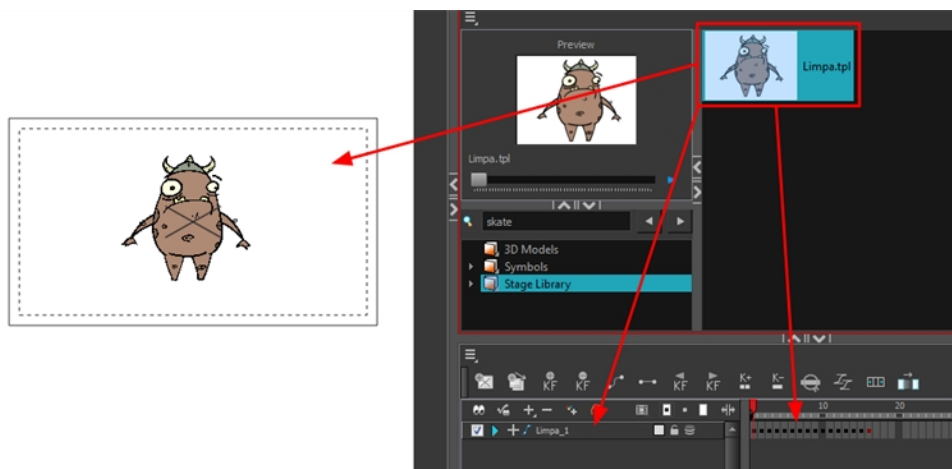 Preview
Limpa.tpl
Limpa.tpl
skate
3D Models
Symbols
Stage Library
KF KF KF KF K+ K-
10 20
Limpa_1